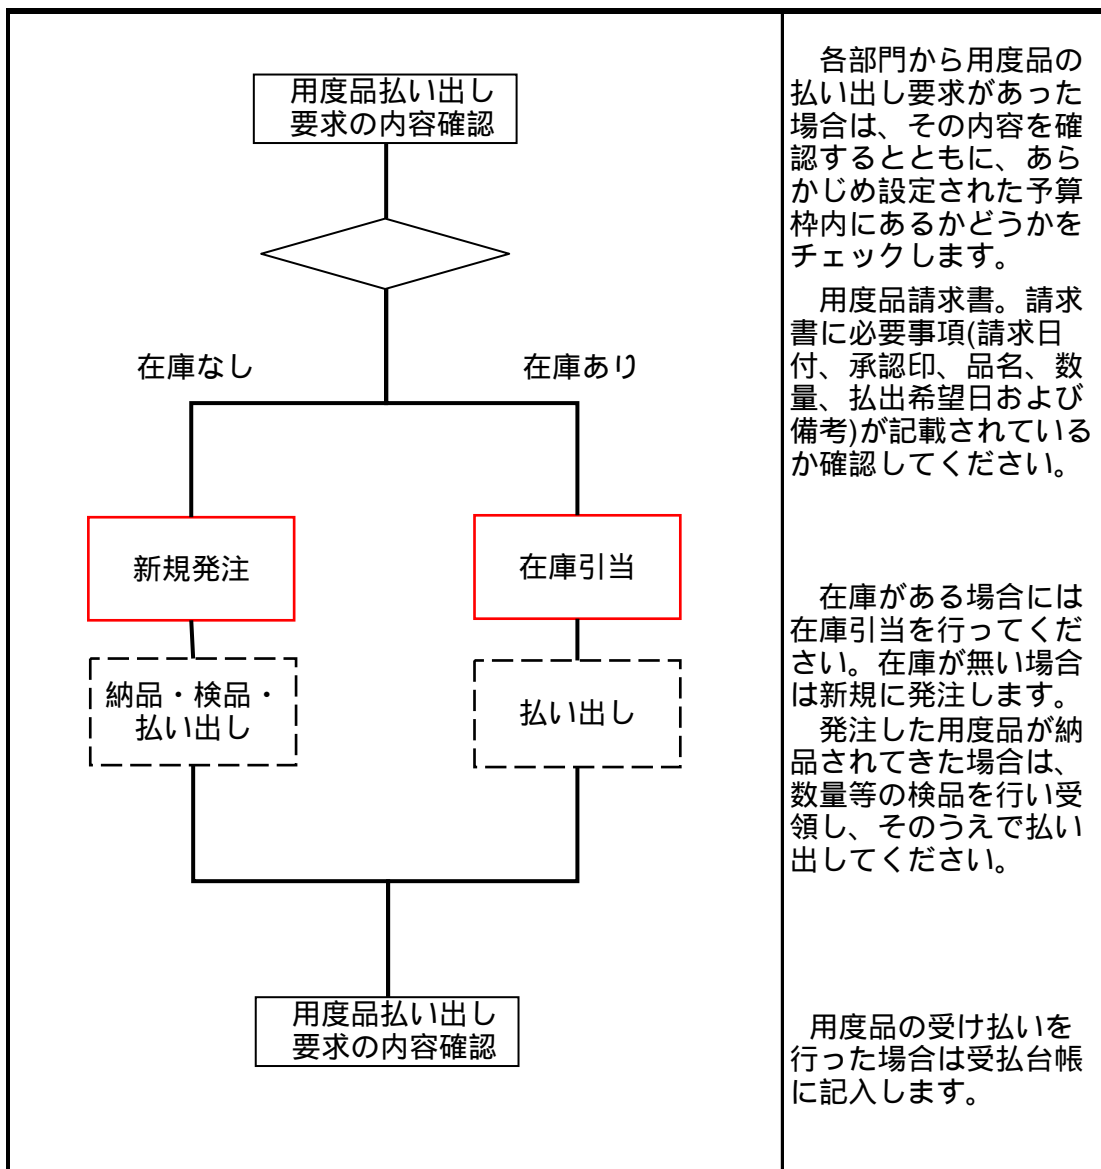 用度品払い出し
要求の内容確認
在庫なし
在庫あり
新規発注
在庫引当
納品・検品・
払い出し
払い出し
用度品払い出し
要求の内容確認
各部門から用度品の
払い出し要求があった
場合は、その内容を確
認するとともに、あら
かじめ設定された予算
枠内にあるかどうかを
チェックします。
用度品請求書。請求
書に必要事項(請求日
付、承認印、品名、数
量、払出希望日および
備考)が記載されている
か確認してください。
在庫がある場合には
在庫引当を行ってくだ
さい。在庫が無い場合
は新規に発注します。
発注した用度品が納
品されてきた場合は、
数量等の検品を行い受
領し、そのうえで払い
出してください。
用度品の受け払いを
行った場合は受払台帳
に記入します。